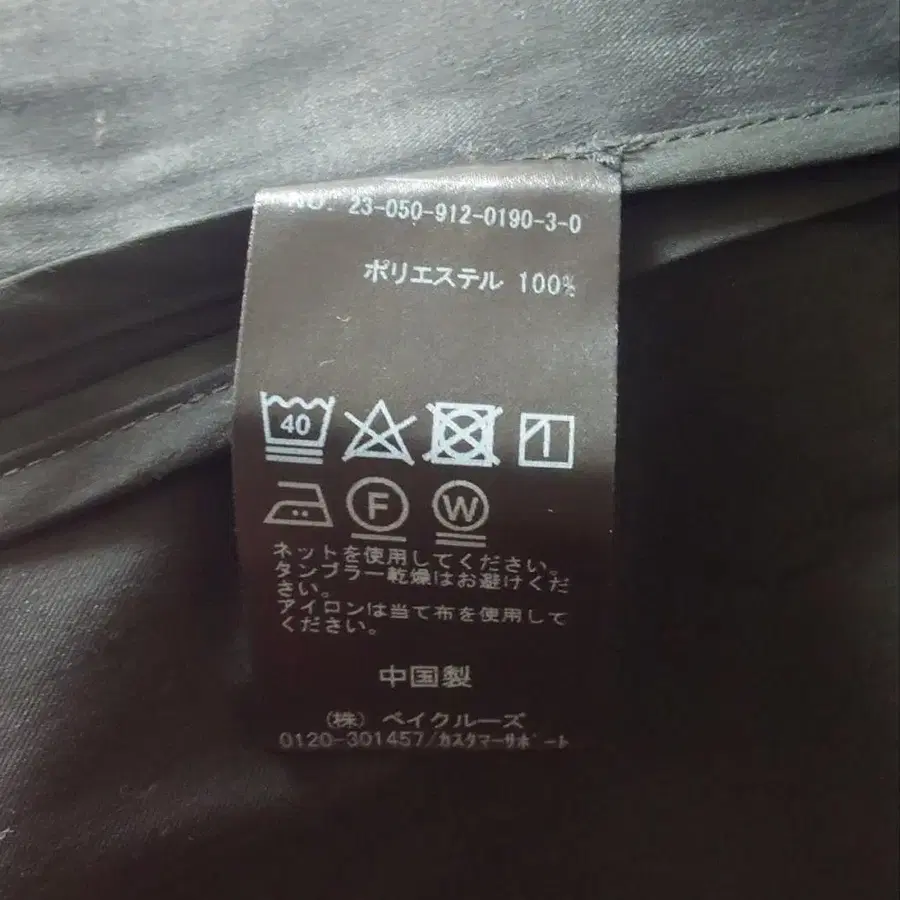 NO. 23-050-912-0190-3-0
ポリエステル 100%
40
F W
ネットを使用してください。
タンブラー乾燥はお避けくだ
さい。
アイロンは当て布を使用して
ください。
中国製
(株) ベイクルーズ
0120-301457/ｶｽﾀﾏｰｻﾎﾟｰﾄ